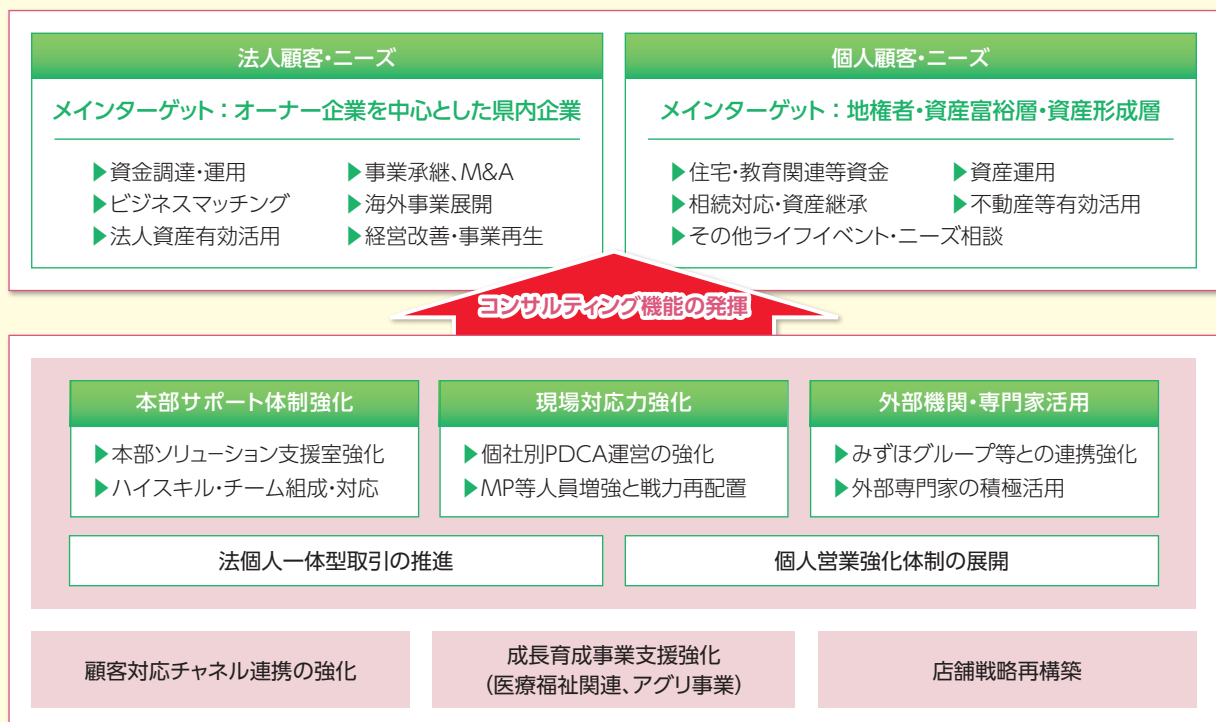 法人顧客・ニーズ
メインターゲット：オーナー企業を中心とした県内企業
▶資金調達・運用
▶事業承継、M&A
▶ビジネスマッチング
▶海外事業展開
▶法人資産有効活用
▶経営改善・事業再生
個人顧客・ニーズ
メインターゲット：地権者・資産富裕層・資産形成層
▶住宅・教育関連等資金
▶資産運用
▶相続対応・資産継承
▶不動産等有効活用
▶その他ライフイベント・ニーズ相談
コンサルティング機能の発揮
本部サポート体制強化
▶本部ソリューション支援室強化
▶ハイスキル・チーム組成・対応
現場対応力強化
▶個社別PDCA運営の強化
▶MP等人員増強と戦力再配置
外部機関・専門家活用
▶みずほグループ等との連携強化
▶外部専門家の積極活用
法個人一体型取引の推進
個人営業強化体制の展開
顧客対応チャネル連携の強化
成長育成事業支援強化
(医療福祉関連、アグリ事業)
店舗戦略再構築